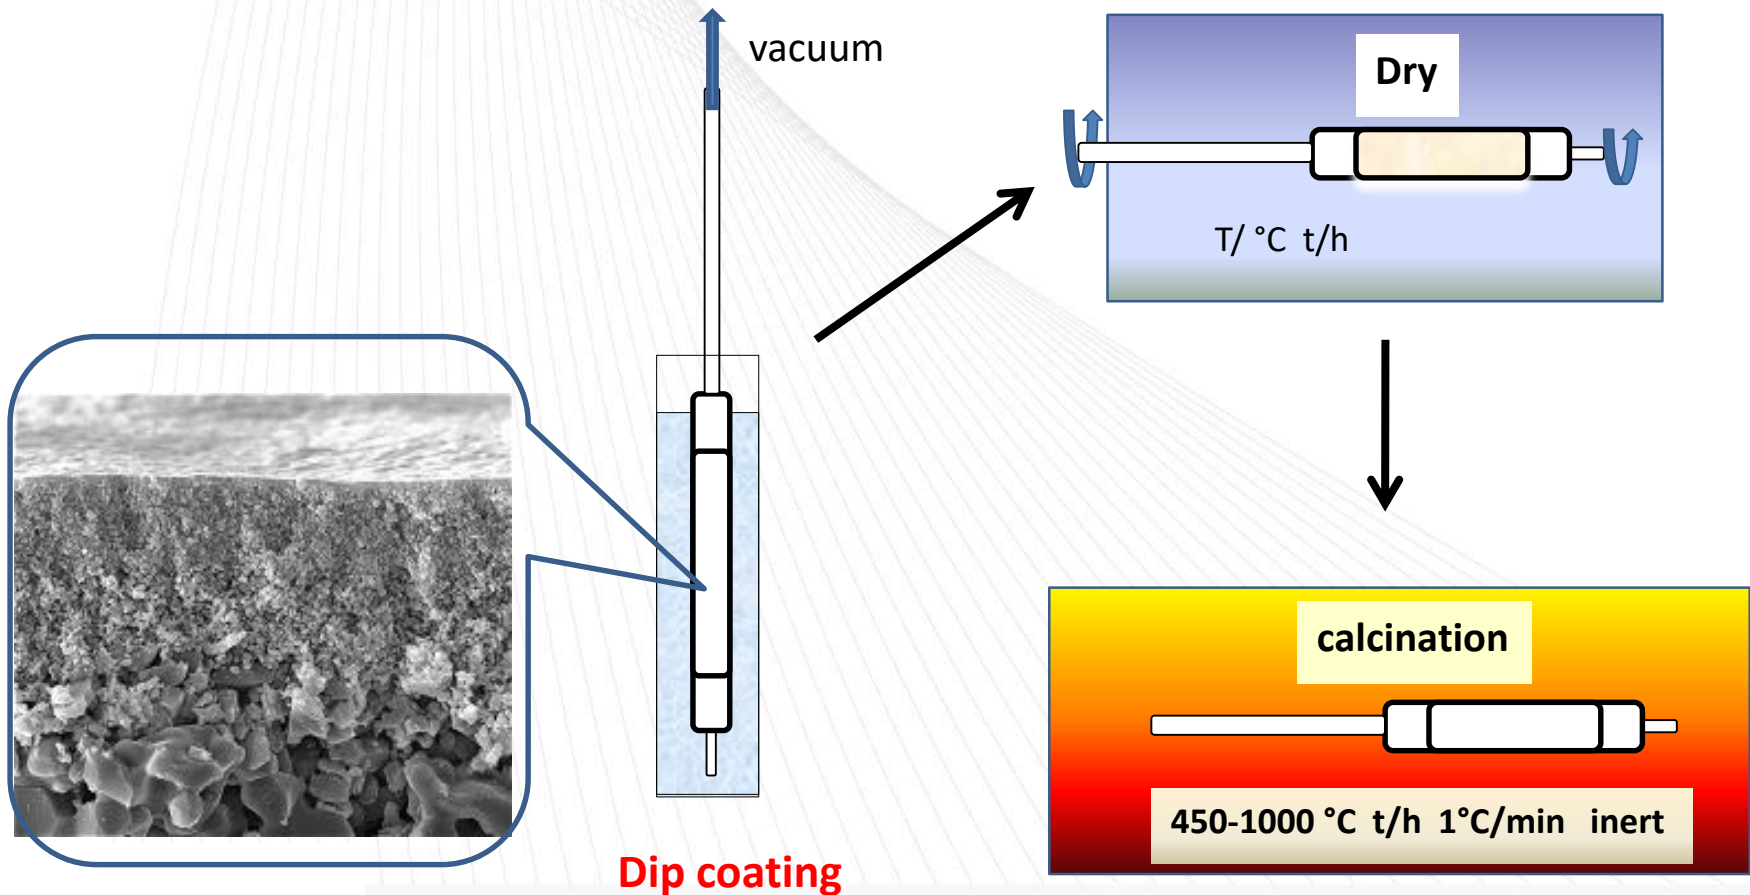 vacuum
Dry
T/ °C t/h
calcination
450-1000 °C t/h 1°C/min inert
Dip coating